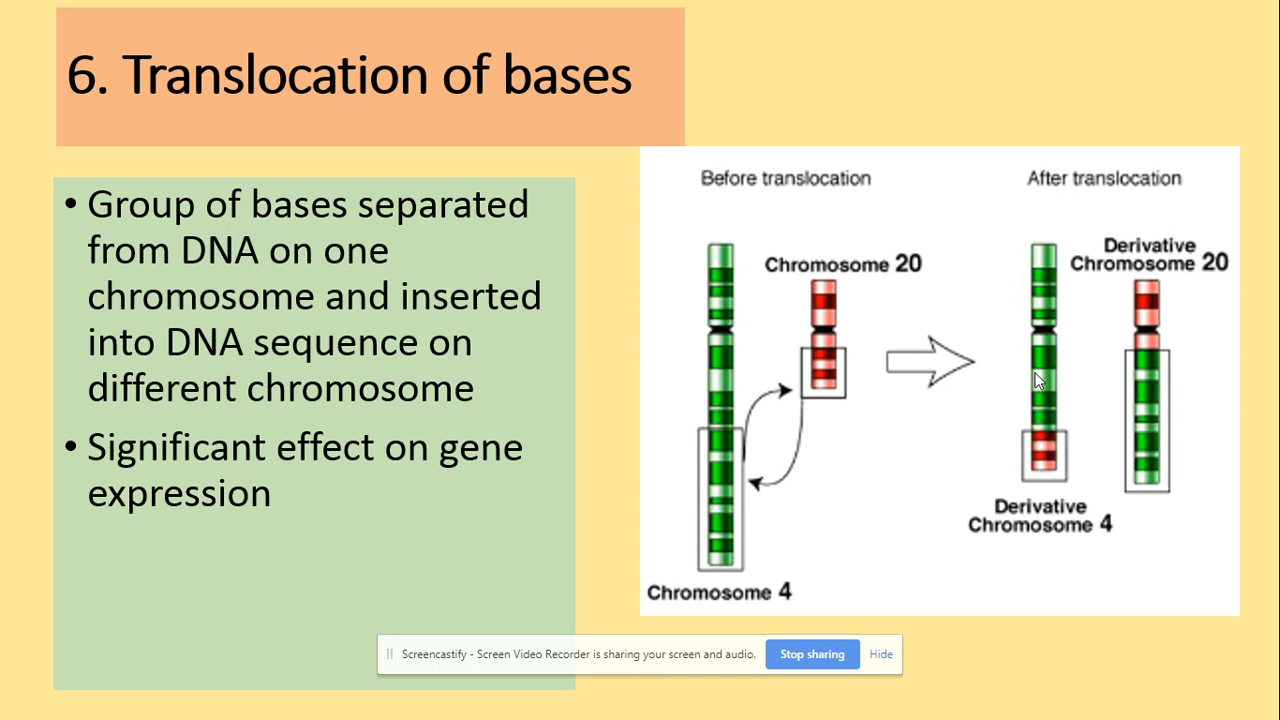 6. Translocation of bases
• Group of bases separated
from DNA on one
chromosome and inserted
into DNA sequence on
different chromosome
• Significant effect on gene
expression
Before translocation
After translocation
Chromosome 20
Derivative
Chromosome 20
Derivative
Chromosome 4
Chromosome 4
Screencastify - Screen Video Recorder is sharing your screen and audio.
Stop sharing
Hide